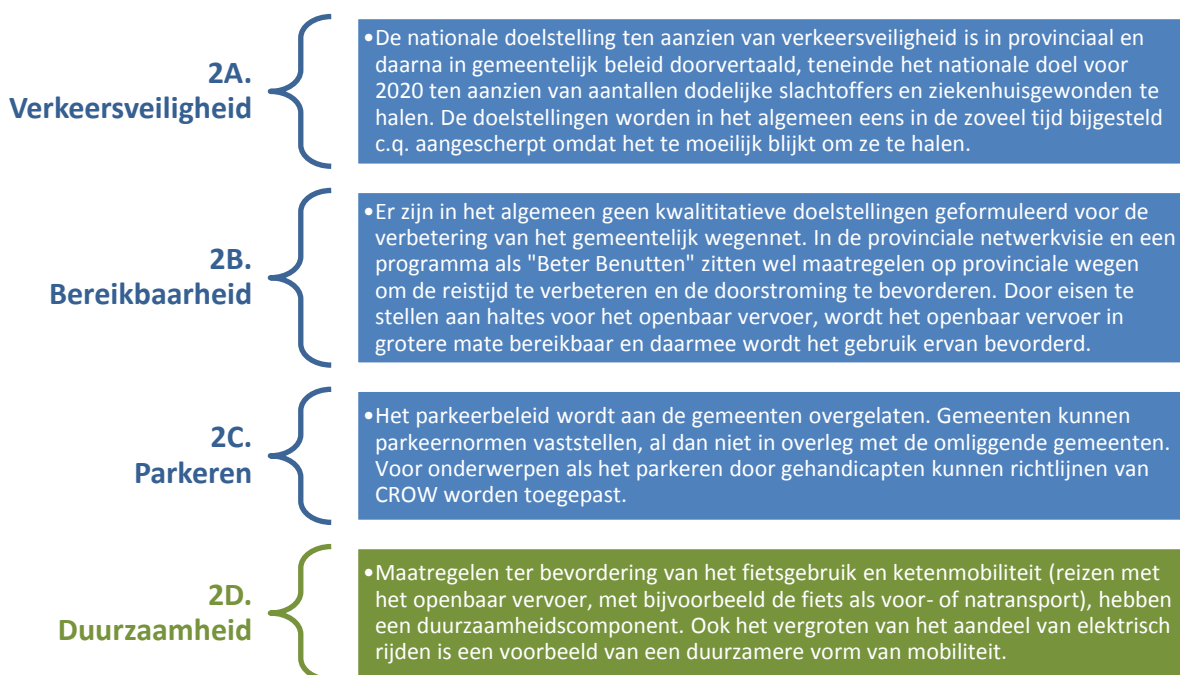 2A.
Verkeersveiligheid
•De nationale doelstelling ten aanzien van verkeersveiligheid is in provinciaal en
daarna in gemeentelijk beleid doorvertaald, teneinde het nationale doel voor
2020 ten aanzien van aantallen dodelijke slachtoffers en ziekenhuisgewonden te
halen. De doelstellingen worden in het algemeen eens in de zoveel tijd bijgesteld
c.q. aangescherpt omdat het te moeilijk blijkt om ze te halen.
2B.
Bereikbaarheid
•Er zijn in het algemeen geen kwalititatieve doelstellingen geformuleerd voor de
verbetering van het gemeentelijk wegennet. In de provinciale netwerkvisie en een
programma als "Beter Benutten" zitten wel maatregelen op provinciale wegen
om de reistijd te verbeteren en de doorstroming te bevorderen. Door eisen te
stellen aan haltes voor het openbaar vervoer, wordt het openbaar vervoer in
grotere mate bereikbaar en daarmee wordt het gebruik ervan bevorderd.
2C.
Parkeren
•Het parkeerbeleid wordt aan de gemeenten overgelaten. Gemeenten kunnen
parkeernormen vaststellen, al dan niet in overleg met de omliggende gemeenten.
Voor onderwerpen als het parkeren door gehandicapten kunnen richtlijnen van
CROW worden toegepast.
2D.
Duurzaamheid
•Maatregelen ter bevordering van het fietsgebruik en ketenmobiliteit (reizen met
het openbaar vervoer, met bijvoorbeeld de fiets als voor- of natransport), hebben
een duurzaamheidscomponent. Ook het vergroten van het aandeel van elektrisch
rijden is een voorbeeld van een duurzamere vorm van mobiliteit.